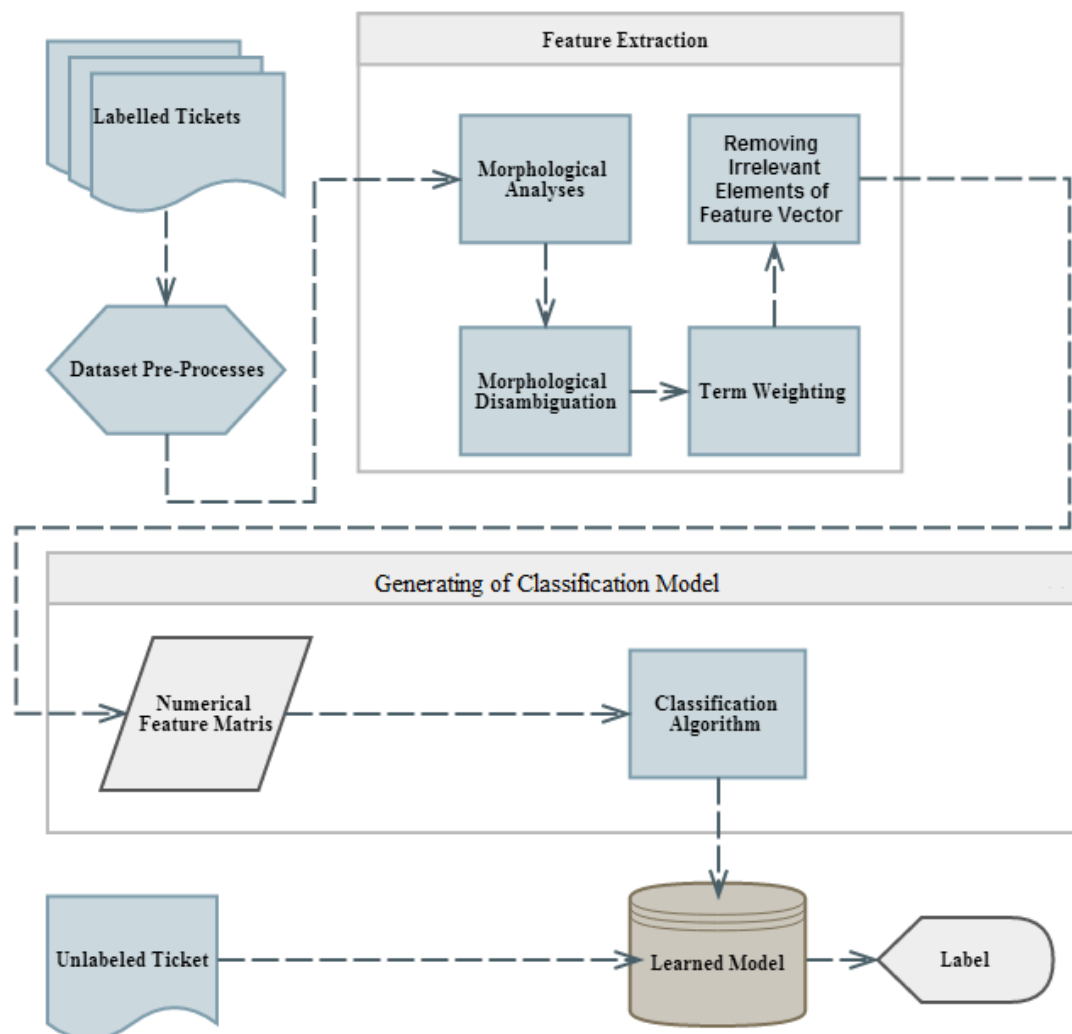 Feature Extraction
Labelled Tickets
Morphological
Analyses
Removing
Irrelevant
Elements of
Feature Vector
Dataset Pre-Processes
Morphological
Disambiguation
Term Weighting
Generating of Classification Model
Numerical
Feature Matris
Classification
Algorithm
Unlabeled Ticket
Learned Model
Label